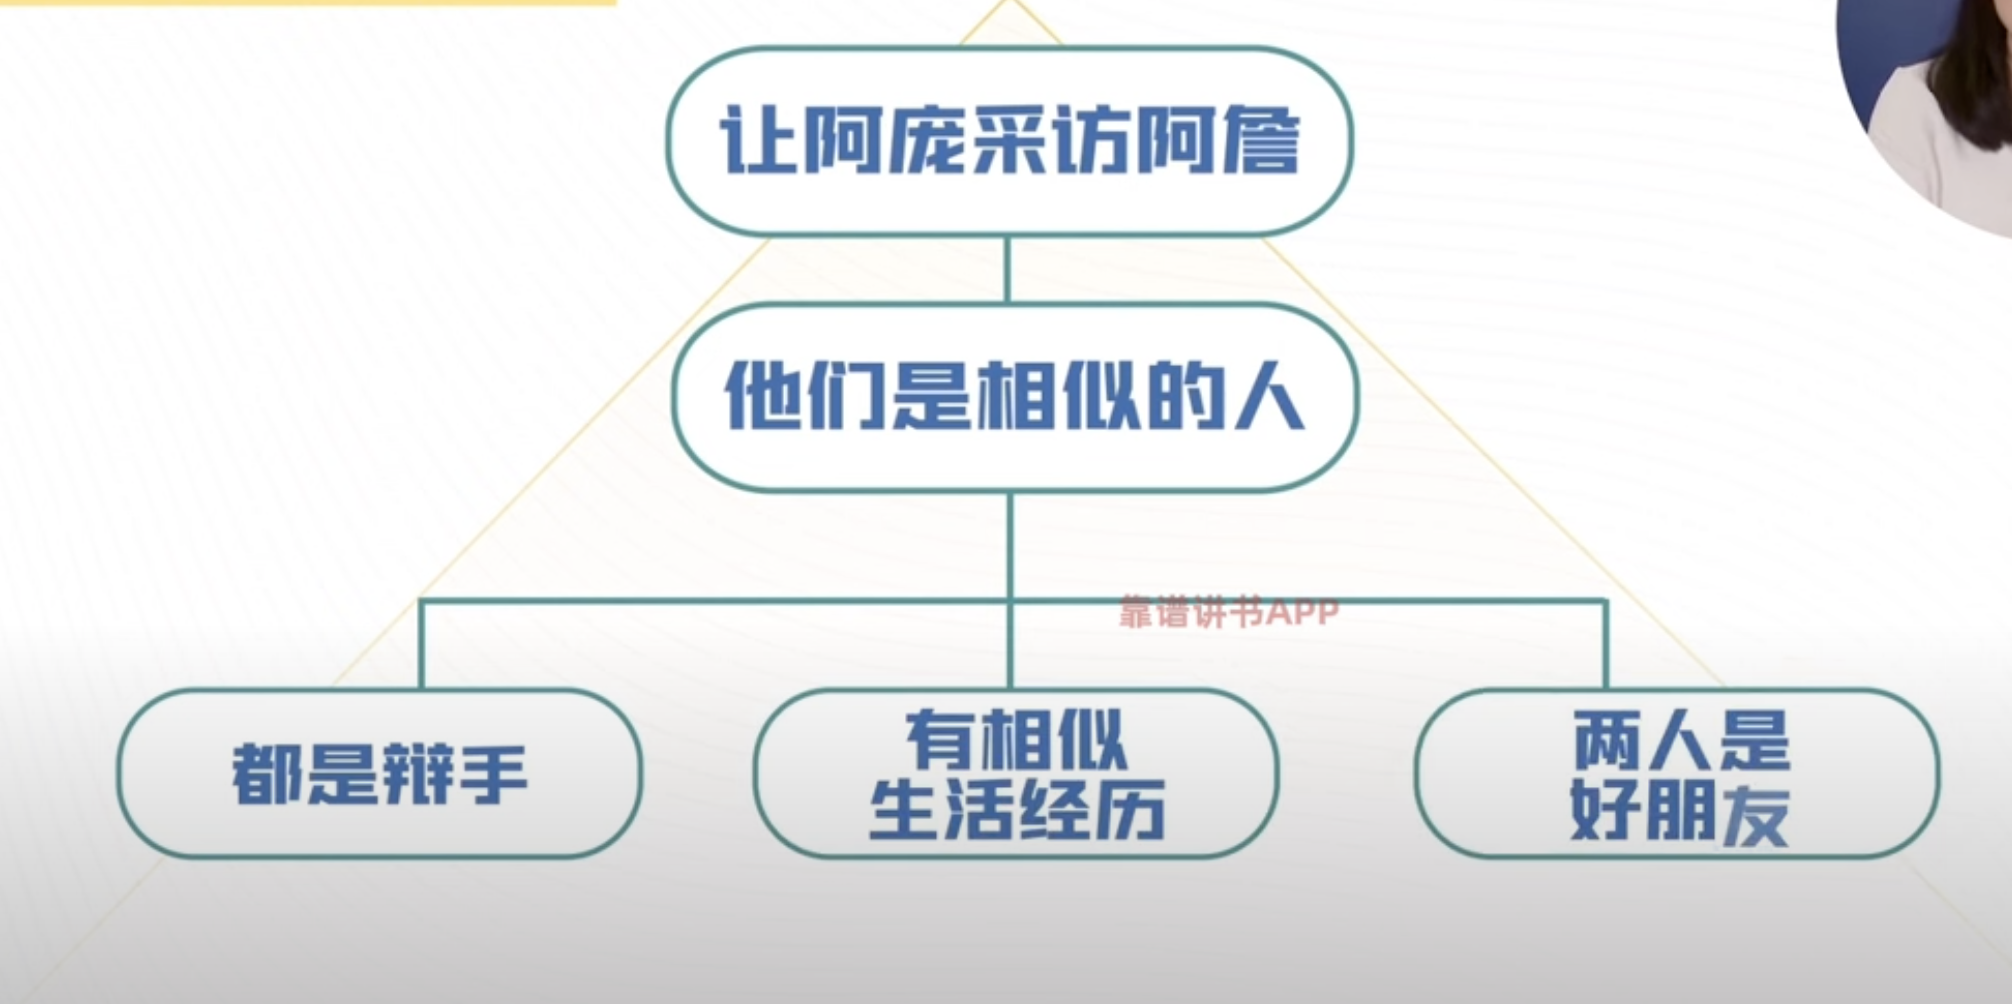 让阿庞采访阿詹
他们是相似的人
靠谱讲书APP
都是辩手
有相似
生活经历
两人是
好朋友